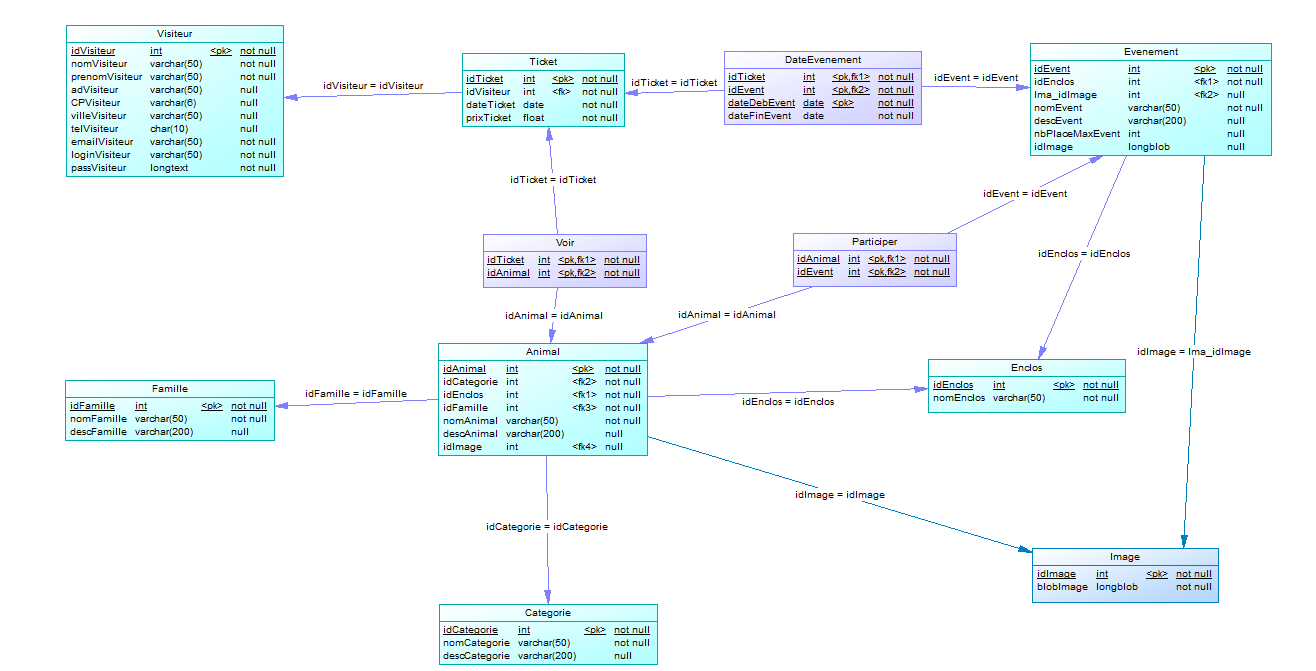 Visiteur
idVisiteur int <pk> not null
nomVisiteur varchar(50) not null
prenomVisiteur varchar(50) not null
adVisiteur varchar(50) null
CPVisiteur varchar(6) null
villeVisiteur varchar(50) null
telVisiteur char(10) null
emailVisiteur varchar(50) not null
loginVisiteur varchar(50) not null
passVisiteur longtext not null
idVisiteur = idVisiteur
Ticket
idTicket int <pk> not null
idVisiteur int <fk> not null
dateTicket date not null
prixTicket float not null
idTicket = idTicket
DateEvenement
idTicket int <pk,fk1> not null
idEvent int <pk,fk2> not null
dateDebEvent date <pk> not null
dateFinEvent date not null
idEvent = idEvent
Evenement
idEvent int <pk> not null
idEnclos int <fk1> not null
Ima_idImage int <fk2> null
nomEvent varchar(50) not null
descEvent varchar(200) null
nbPlaceMaxEvent int null
idImage longblob null
idTicket = idTicket
idEvent = idEvent
Voir
idTicket int <pk,fk1> not null
idAnimal int <pk,fk2> not null
Participer
idAnimal int <pk,fk1> not null
idEvent int <pk,fk2> not null
idEnclos = idEnclos
idAnimal = idAnimal
idAnimal = idAnimal
idImage = Ima_idImage
Animal
idAnimal int <pk> not null
idCategorie int <fk2> not null
idEnclos int <fk1> not null
idFamille int <fk3> not null
nomAnimal varchar(50) not null
descAnimal varchar(200) null
idImage int <fk4> null
Famille
idFamille int <pk> not null
nomFamille varchar(50) not null
descFamille varchar(200) null
idFamille = idFamille
idEnclos = idEnclos
Enclos
idEnclos int <pk> not null
nomEnclos varchar(50) not null
idImage = idImage
idCategorie = idCategorie
Image
idImage int <pk> not null
blobImage longblob not null
Categorie
idCategorie int <pk> not null
nomCategorie varchar(50) not null
descCategorie varchar(200) null